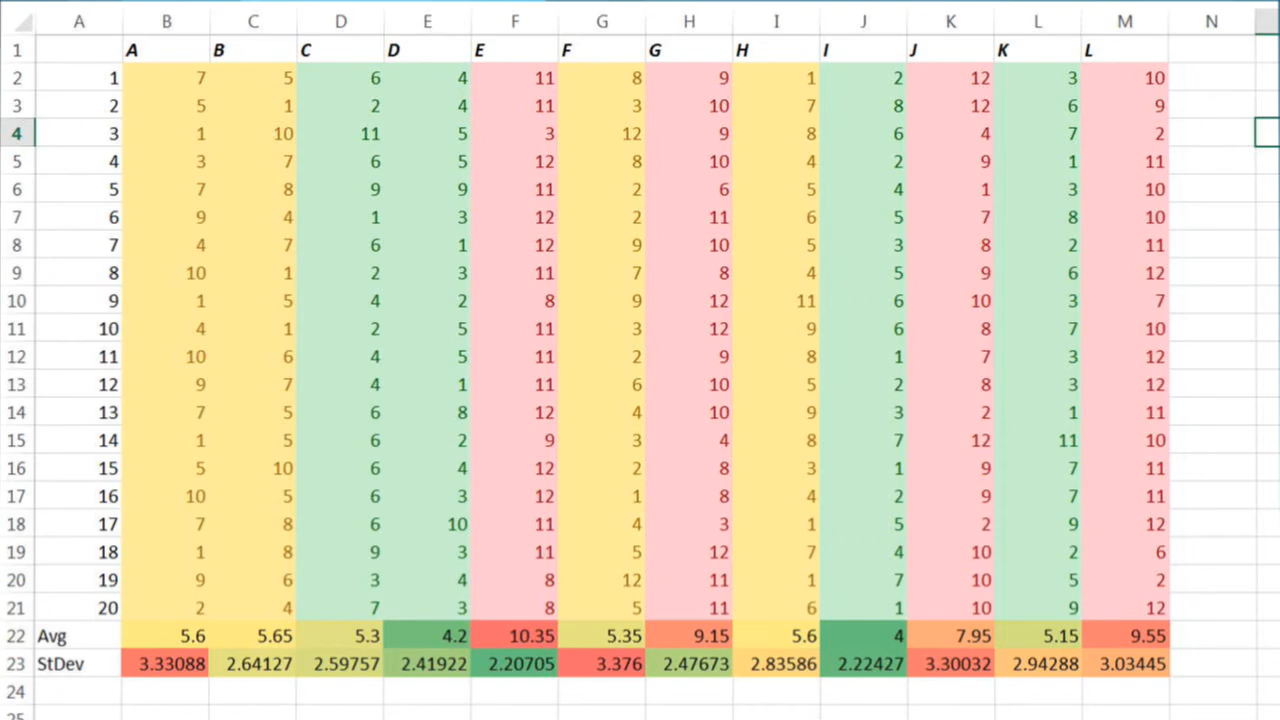 A B C D E F G H I J K L M N
1 A B C D E F G H I J K L
2 1 7 5 6 4 11 8 9 1 2 12 3 10
3 2 5 1 2 4 11 3 10 7 8 12 6 9
4 3 1 10 11 5 3 12 9 8 6 4 7 2
5 4 3 7 6 5 12 8 10 4 2 9 1 11
6 5 7 8 9 9 11 2 6 5 4 1 3 10
7 6 9 4 1 3 12 2 11 6 5 7 8 10
8 7 4 7 6 1 12 9 10 5 3 8 2 11
9 8 10 1 2 3 11 7 8 4 5 9 6 12
10 9 1 5 4 2 8 9 12 11 6 10 3 7
11 10 4 1 2 5 11 3 12 9 6 8 7 10
12 11 10 6 4 5 11 2 9 8 1 7 3 12
13 12 9 7 4 1 11 6 10 5 2 8 3 12
14 13 7 5 6 8 12 4 10 9 3 2 1 11
15 14 1 5 6 2 9 3 4 8 7 12 11 10
16 15 5 10 6 4 12 2 8 3 1 9 7 11
17 16 10 5 6 3 12 1 8 4 2 9 7 11
18 17 7 8 6 10 11 4 3 1 5 2 9 12
19 18 1 8 9 3 11 5 12 7 4 10 2 6
20 19 9 6 3 4 8 12 11 1 7 10 5 2
21 20 2 4 7 3 8 5 11 6 1 10 9 12
22 Avg 5.6 5.65 5.3 4.2 10.35 5.35 9.15 5.6 4 7.95 5.15 9.55
23 StDev 3.33088 2.64127 2.59757 2.41922 2.20705 3.376 2.47673 2.83586 2.22427 3.30032 2.94288 3.03445
24
25